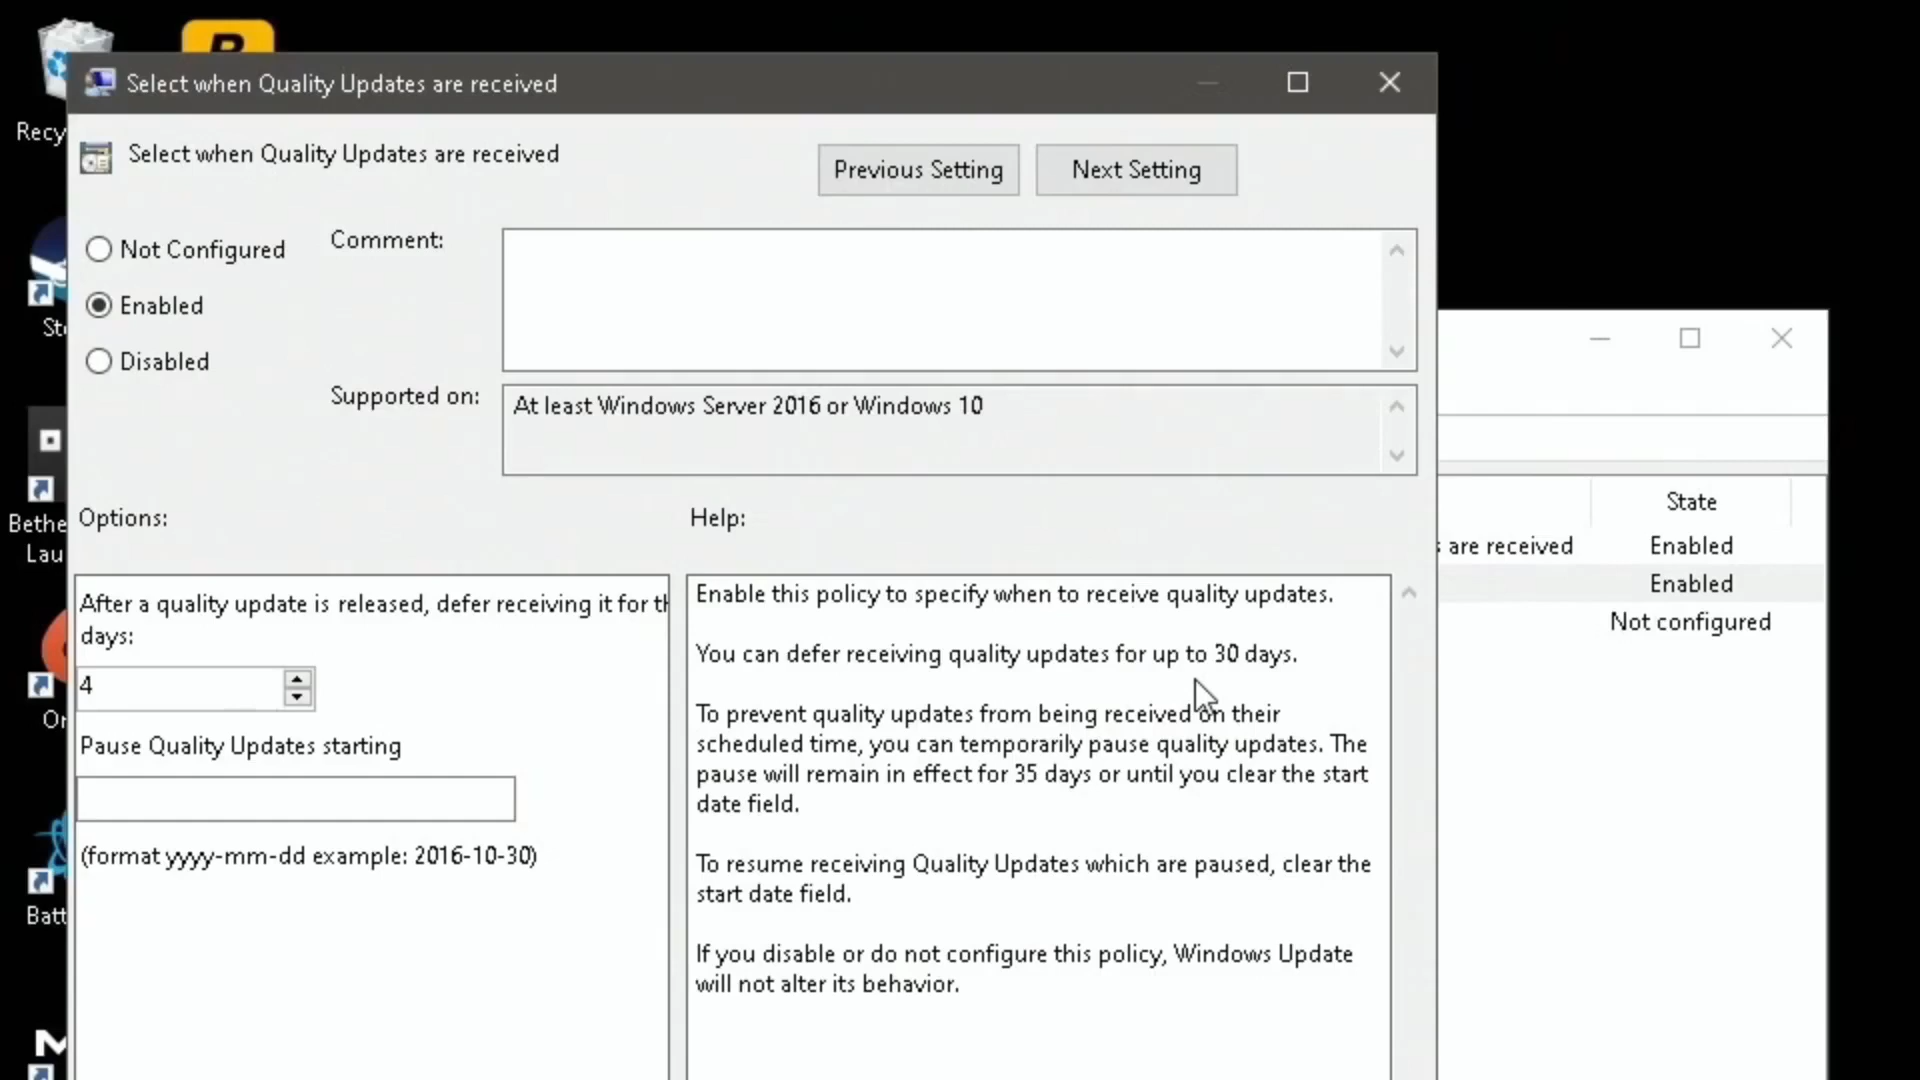 Recy
Select when Quality Updates are received
Select when Quality Updates are received
Previous Setting
Next Setting
Not Configured
Comment:
Enabled
Disabled
Supported on:
At least Windows Server 2016 or Windows 10
Options:
Help:
After a quality update is released, defer receiving it for th
days:
4
Pause Quality Updates starting
(format yyyy-mm-dd example: 2016-10-30)
Enable this policy to specify when to receive quality updates.
You can defer receiving quality updates for up to 30 days.
To prevent quality updates from being received on their
scheduled time, you can temporarily pause quality updates. The
pause will remain in effect for 35 days or until you clear the start
date field.
To resume receiving Quality Updates which are paused, clear the
start date field.
If you disable or do not configure this policy, Windows Update
will not alter its behavior.
State
are received
Enabled
Enabled
Not configured
Ste
Bethe
Lau
Or
Batt